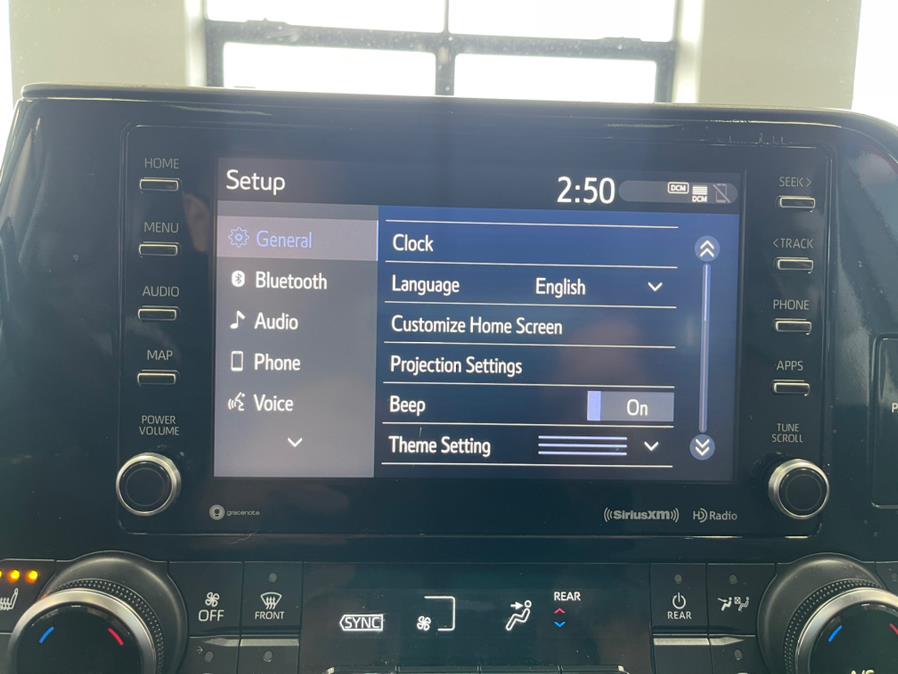 HOME
MENU
AUDIO
MAP
POWER
VOLUME
Setup
2:50
DCM
DCM
General
Bluetooth
Audio
Phone
Voice
Clock
Language English
Customize Home Screen
Projection Settings
Beep On
Theme Setting
SEEK>
<TRACK
PHONE
APPS
TUNE
SCROLL
gracenote
((SiriusXM))
HD Radio
OFF
FRONT
SYNC
REAR
REAR